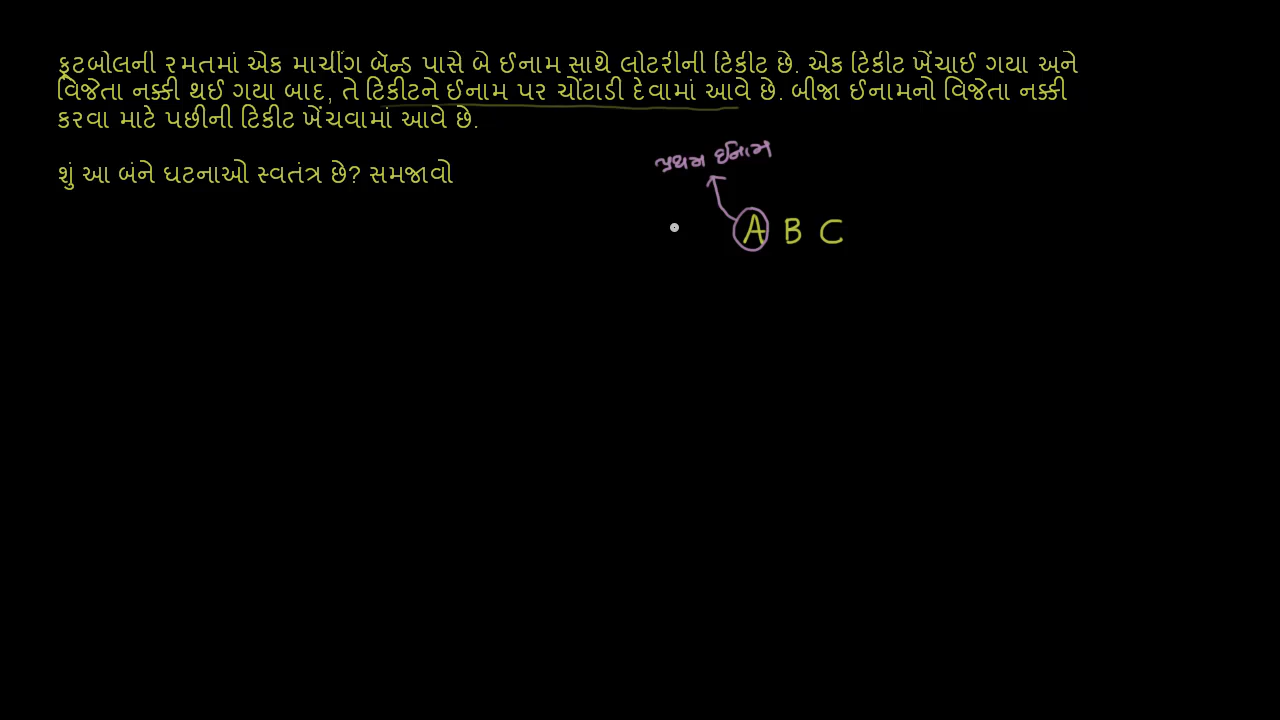 ફૂટબોલની રમતમાં એક માર્ચીંગ બૅન્ડ પાસે બે ઈનામ સાથે લોટરીની ટિકીટ છે. એક ટિકીટ ખેંચાઈ ગયા અને
વિજેતા નક્કી થઈ ગયા બાદ, તે ટિકીટને ઈનામ પર ચોંટાડી દેવામાં આવે છે. બીજા ઈનામનો વિજેતા નક્કી
કરવા માટે પછીની ટિકીટ ખેંચવામાં આવે છે.
શું આ બંને ઘટનાઓ સ્વતંત્ર છે? સમજાવો
પ્રથમ ઈનામ
A B C